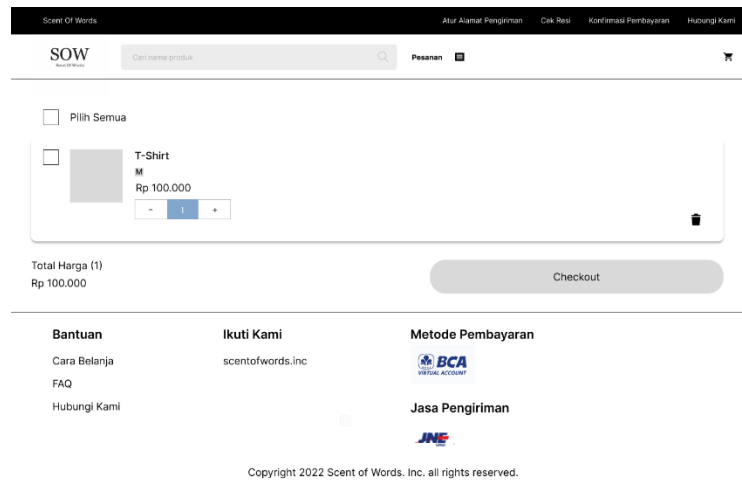 Scent Of Words Atur Alamat Pengiriman Cek Resi Konfirmasi Pembayaran Hubungi Kami
SOW
Scent Of Words
Cari nama produk
Pesanan
Pilih Semua
T-Shirt
M
Rp 100.000
- 1 +
Total Harga (1)
Rp 100.000
Checkout
Bantuan Ikuti Kami Metode Pembayaran
Cara Belanja scentofwords.inc
BCA
VIRTUAL ACCOUNT
FAQ
Hubungi Kami
Jasa Pengiriman
JNE
Copyright 2022 Scent of Words. Inc. all rights reserved.